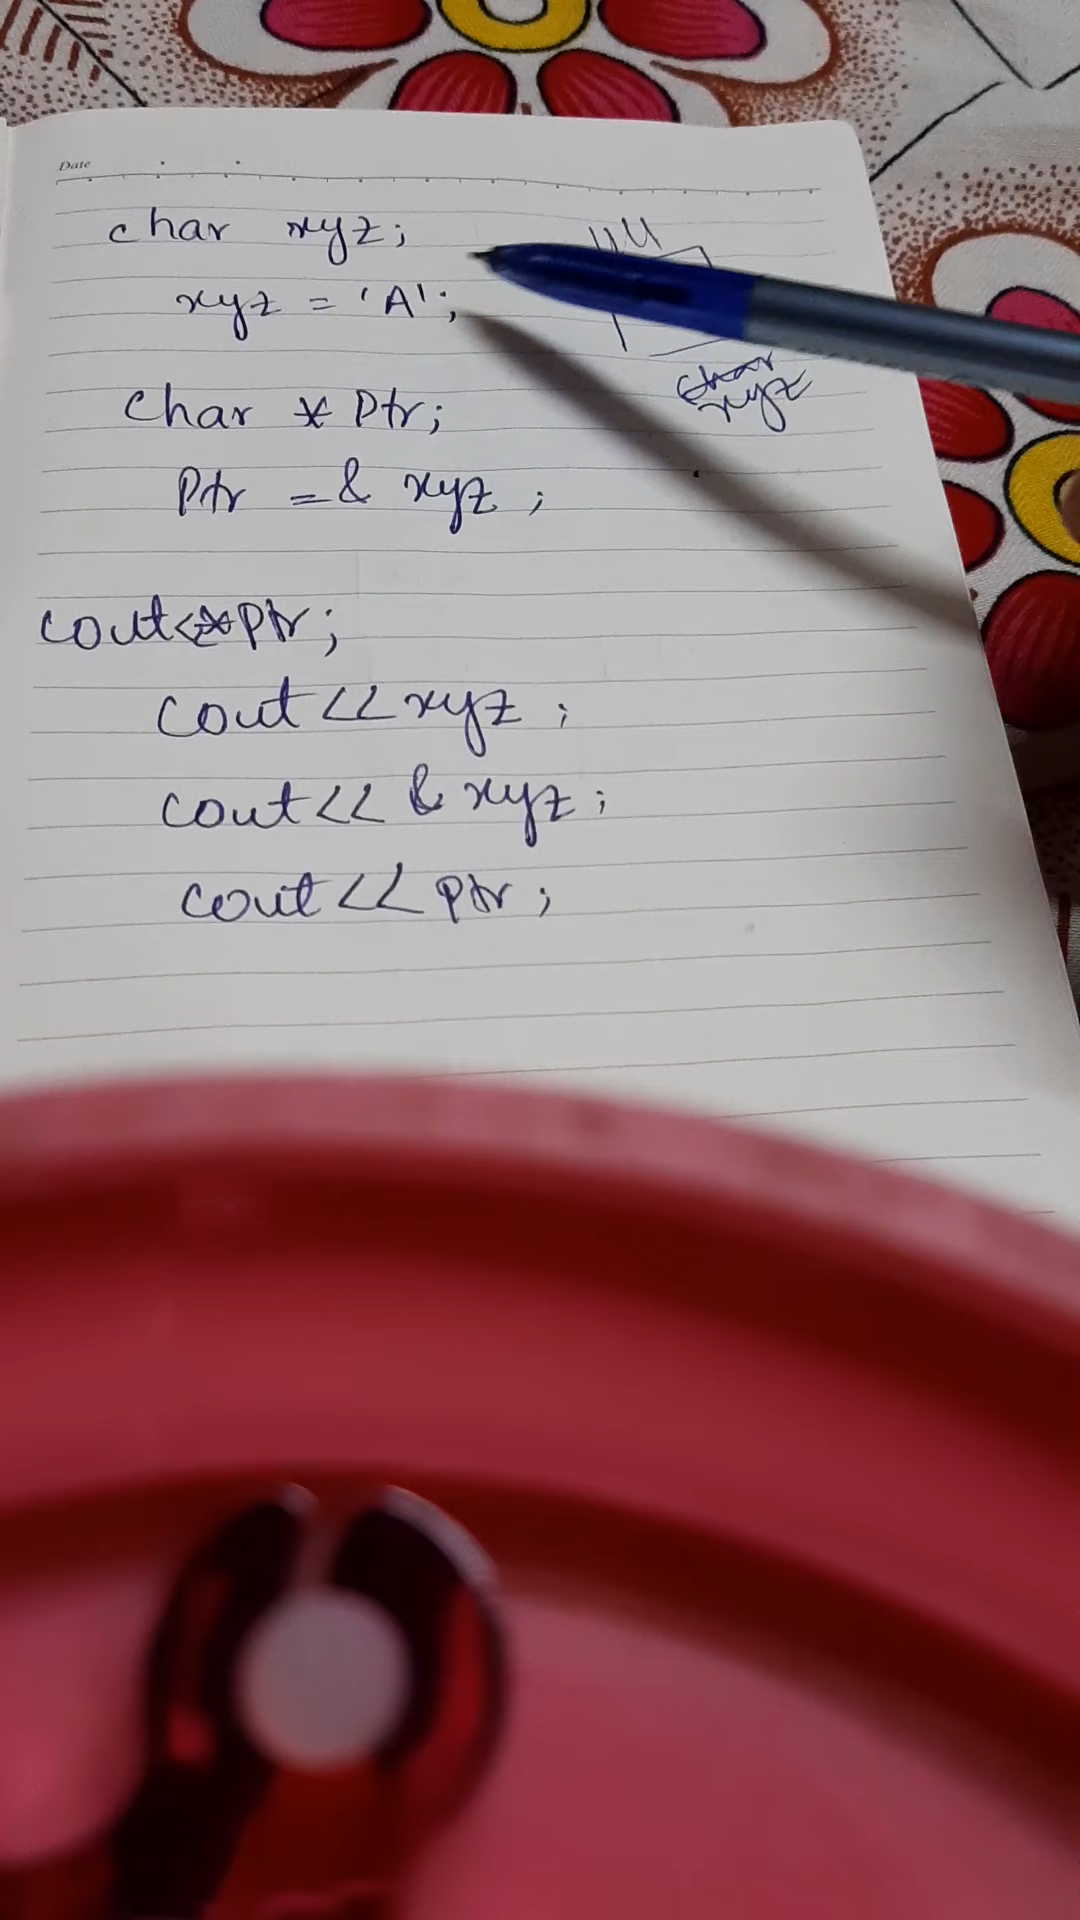 Date
char xyz;
xyz = 'A';
char
xyz
char * Ptr;
Ptr = & xyz ;
cout<<*ptr;
cout << xyz ;
cout << & xyz ;
cout << ptr ;